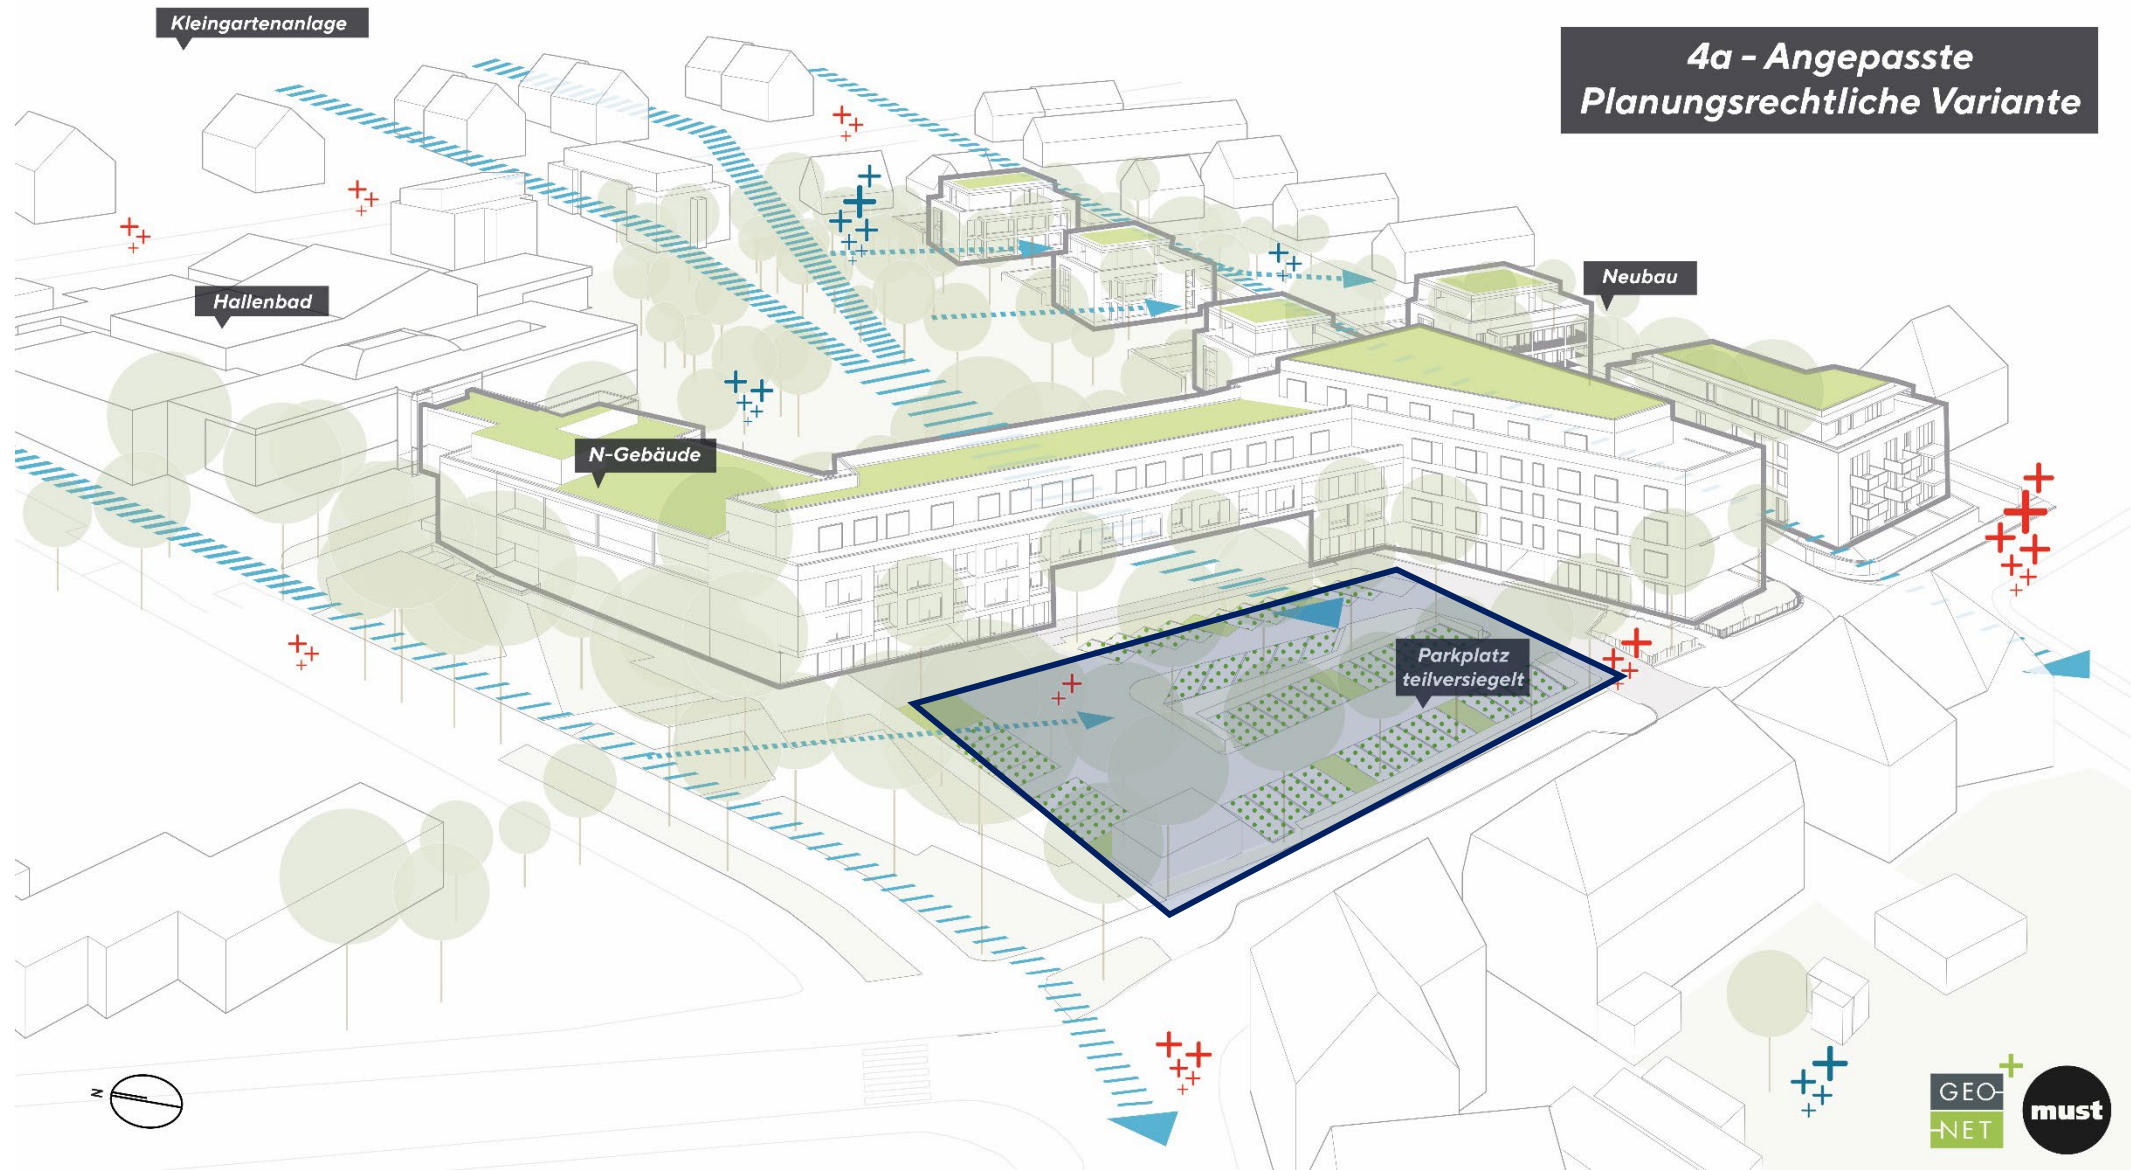 Kleingartenanlage
4a - Angepasste
Planungsrechtliche Variante
Hallenbad
Neubau
N-Gebäude
Parkplatz
teilversiegelt
N
GEO
NET
must